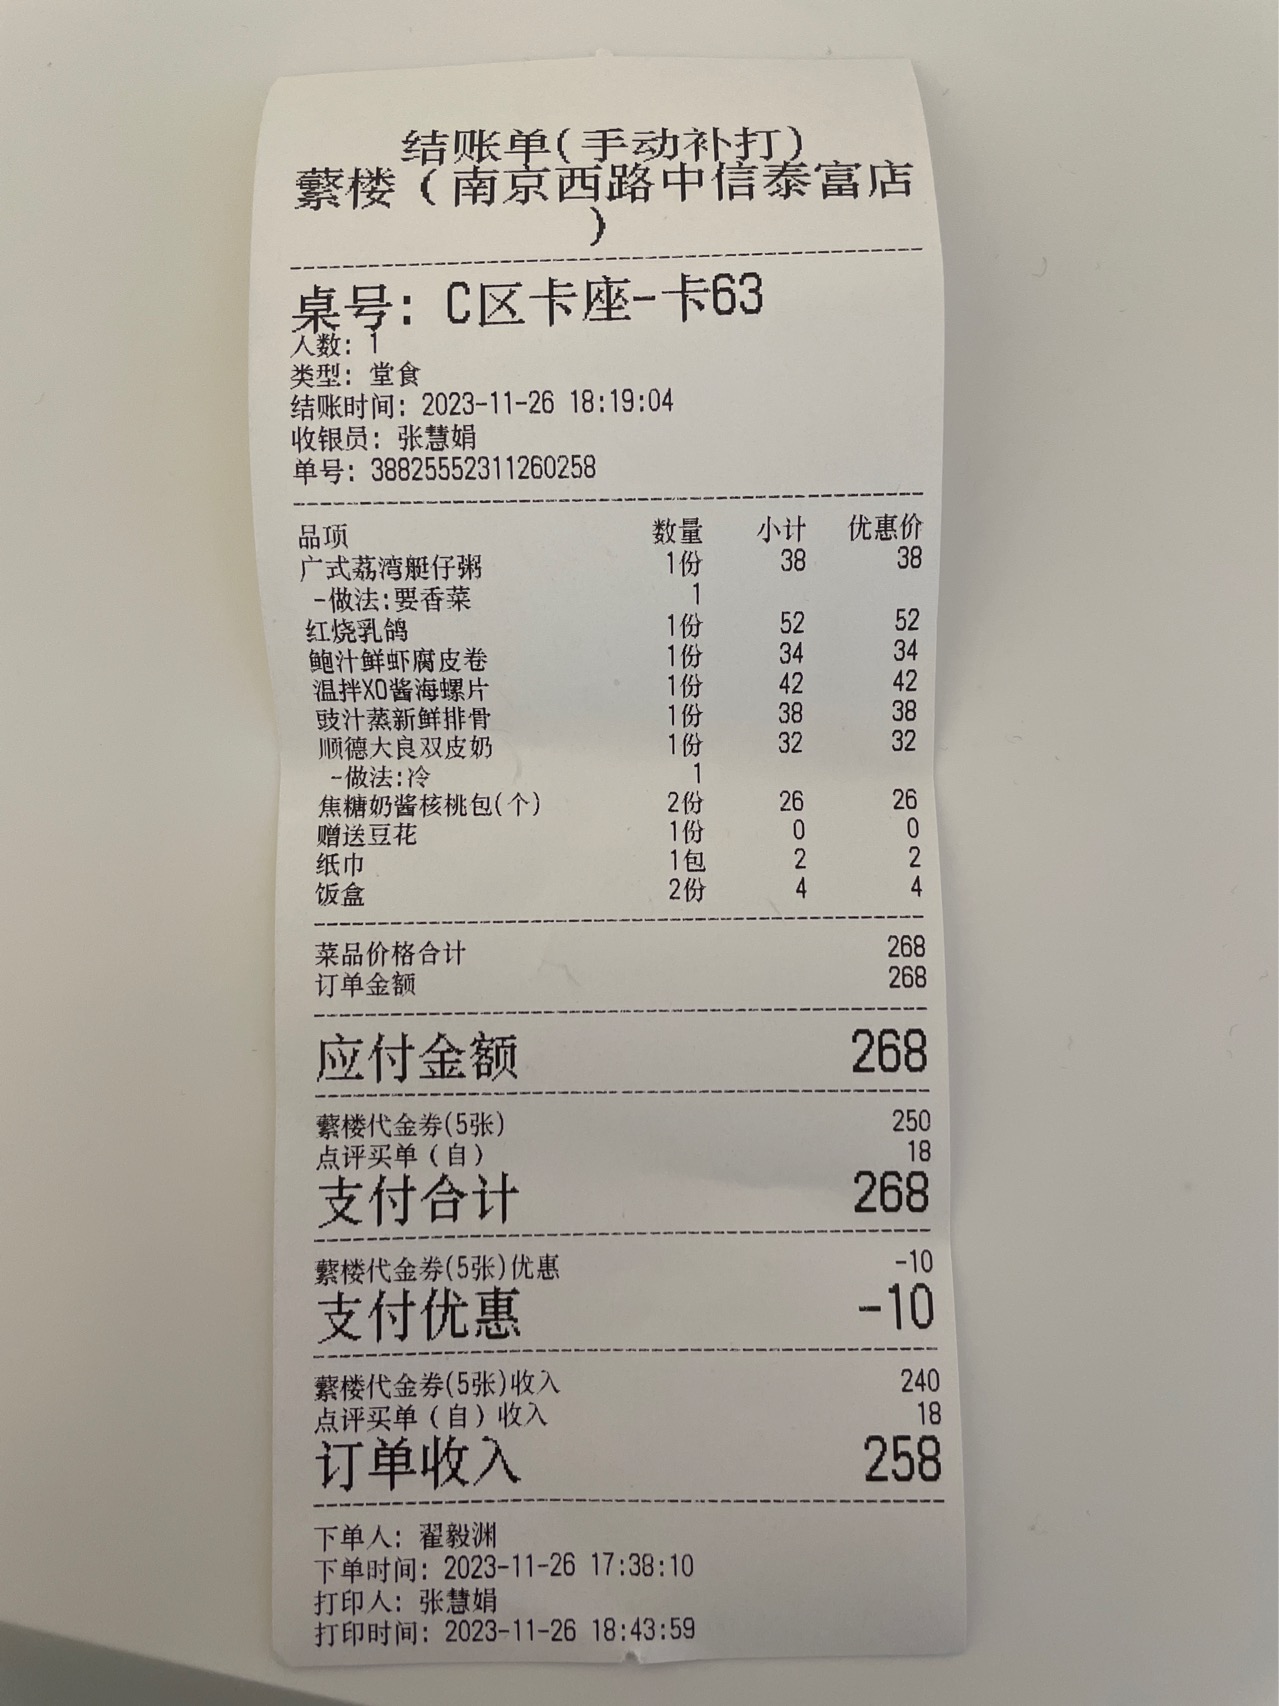 结账单(手动补打)
蘩楼(南京西路中信泰富店
)
桌号: C区卡座-卡63
人数: 1
类型: 堂食
结账时间: 2023-11-26 18:19:04
收银员: 张慧娟
单号: 38825552311260258
品项 数量 小计 优惠价
广式荔湾艇仔粥 1份 38 38
-做法:要香菜 1
红烧乳鸽 1份 52 52
鲍汁鲜虾腐皮卷 1份 34 34
温拌XO酱海螺片 1份 42 42
豉汁蒸新鲜排骨 1份 38 38
顺德大良双皮奶 1份 32 32
-做法:冷 1
焦糖奶酱核桃包(个) 2份 26 26
赠送豆花 1份 0 0
纸巾 1包 2 2
饭盒 2份 4 4
菜品价格合计 268
订单金额 268
应付金额 268
蘩楼代金券(5张) 250
点评买单(自) 18
支付合计 268
蘩楼代金券(5张)优惠 -10
支付优惠 -10
蘩楼代金券(5张)收入 240
点评买单(自)收入 18
订单收入 258
下单人: 翟毅渊
下单时间: 2023-11-26 17:38:10
打印人: 张慧娟
打印时间: 2023-11-26 18:43:59